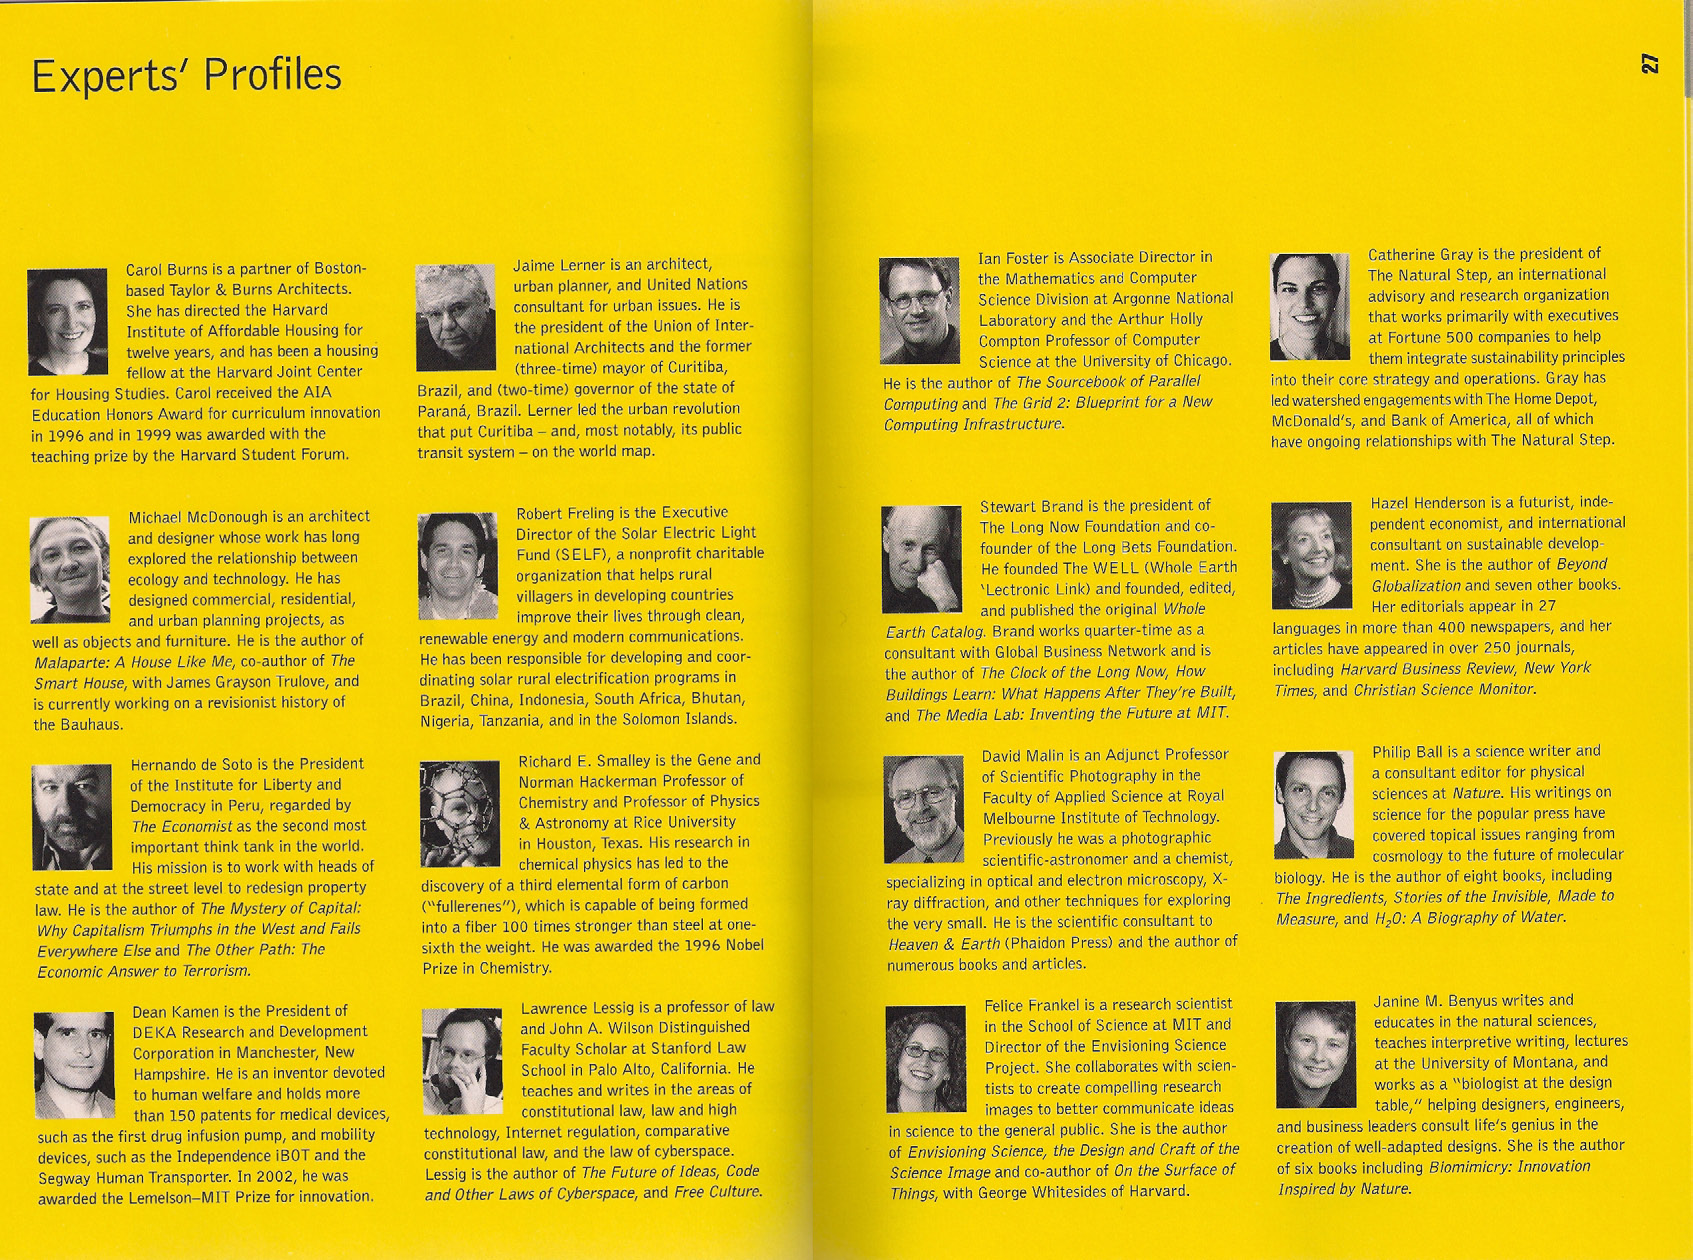 Experts' Profiles
27
Carol Burns is a partner of Boston-
based Taylor & Burns Architects.
She has directed the Harvard
Institute of Affordable Housing for
twelve years, and has been a housing
fellow at the Harvard Joint Center
for Housing Studies. Carol received the AIA
Education Honors Award for curriculum innovation
in 1996 and in 1999 was awarded with the
teaching prize by the Harvard Student Forum.
Michael McDonough is an architect
and designer whose work has long
explored the relationship between
ecology and technology. He has
designed commercial, residential,
and urban planning projects, as
well as objects and furniture. He is the author of
Malaparte: A House Like Me, co-author of The
Smart House, with James Grayson Trulove, and
is currently working on a revisionist history of
the Bauhaus.
Hernando de Soto is the President
of the Institute for Liberty and
Democracy in Peru, regarded by
The Economist as the second most
important think tank in the world.
His mission is to work with heads of
state and at the street level to redesign property
law. He is the author of The Mystery of Capital:
Why Capitalism Triumphs in the West and Fails
Everywhere Else and The Other Path: The
Economic Answer to Terrorism.
Dean Kamen is the President of
DEKA Research and Development
Corporation in Manchester, New
Hampshire. He is an inventor devoted
to human welfare and holds more
than 150 patents for medical devices,
such as the first drug infusion pump, and mobility
devices, such as the Independence iBOT and the
Segway Human Transporter. In 2002, he was
awarded the Lemelson–MIT Prize for innovation.
Jaime Lerner is an architect,
urban planner, and United Nations
consultant for urban issues. He is
the president of the Union of Inter-
national Architects and the former
(three-time) mayor of Curitiba,
Brazil, and (two-time) governor of the state of
Paraná, Brazil. Lerner led the urban revolution
that put Curitiba – and, most notably, its public
transit system – on the world map.
Robert Freling is the Executive
Director of the Solar Electric Light
Fund (SELF), a nonprofit charitable
organization that helps rural
villagers in developing countries
improve their lives through clean,
renewable energy and modern communications.
He has been responsible for developing and coor-
dinating solar rural electrification programs in
Brazil, China, Indonesia, South Africa, Bhutan,
Nigeria, Tanzania, and in the Solomon Islands.
Richard E. Smalley is the Gene and
Norman Hackerman Professor of
Chemistry and Professor of Physics
& Astronomy at Rice University
in Houston, Texas. His research in
chemical physics has led to the
discovery of a third elemental form of carbon
("fullerenes"), which is capable of being formed
into a fiber 100 times stronger than steel at one-
sixth the weight. He was awarded the 1996 Nobel
Prize in Chemistry.
Lawrence Lessig is a professor of law
and John A. Wilson Distinguished
Faculty Scholar at Stanford Law
School in Palo Alto, California. He
teaches and writes in the areas of
constitutional law, law and high
technology, Internet regulation, comparative
constitutional law, and the law of cyberspace.
Lessig is the author of The Future of Ideas, Code
and Other Laws of Cyberspace, and Free Culture.
Ian Foster is Associate Director in
the Mathematics and Computer
Science Division at Argonne National
Laboratory and the Arthur Holly
Compton Professor of Computer
Science at the University of Chicago.
He is the author of The Sourcebook of Parallel
Computing and The Grid 2: Blueprint for a New
Computing Infrastructure.
Stewart Brand is the president of
The Long Now Foundation and co-
founder of the Long Bets Foundation.
He founded The WELL (Whole Earth
'Lectronic Link) and founded, edited,
and published the original Whole
Earth Catalog. Brand works quarter-time as a
consultant with Global Business Network and is
the author of The Clock of the Long Now, How
Buildings Learn: What Happens After They're Built,
and The Media Lab: Inventing the Future at MIT.
David Malin is an Adjunct Professor
of Scientific Photography in the
Faculty of Applied Science at Royal
Melbourne Institute of Technology.
Previously he was a photographic
scientific-astronomer and a chemist,
specializing in optical and electron microscopy, X-
ray diffraction, and other techniques for exploring
the very small. He is the scientific consultant to
Heaven & Earth (Phaidon Press) and the author of
numerous books and articles.
Felice Frankel is a research scientist
in the School of Science at MIT and
Director of the Envisioning Science
Project. She collaborates with scien-
tists to create compelling research
images to better communicate ideas
in science to the general public. She is the author
of Envisioning Science, the Design and Craft of the
Science Image and co-author of On the Surface of
Things, with George Whitesides of Harvard.
Catherine Gray is the president of
The Natural Step, an international
advisory and research organization
that works primarily with executives
at Fortune 500 companies to help
them integrate sustainability principles
into their core strategy and operations. Gray has
led watershed engagements with The Home Depot,
McDonald's, and Bank of America, all of which
have ongoing relationships with The Natural Step.
Hazel Henderson is a futurist, inde-
pendent economist, and international
consultant on sustainable develop-
ment. She is the author of Beyond
Globalization and seven other books.
Her editorials appear in 27
languages in more than 400 newspapers, and her
articles have appeared in over 250 journals,
including Harvard Business Review, New York
Times, and Christian Science Monitor.
Philip Ball is a science writer and
a consultant editor for physical
sciences at Nature. His writings on
science for the popular press have
covered topical issues ranging from
cosmology to the future of molecular
biology. He is the author of eight books, including
The Ingredients, Stories of the Invisible, Made to
Measure, and H₂O: A Biography of Water.
Janine M. Benyus writes and
educates in the natural sciences,
teaches interpretive writing, lectures
at the University of Montana, and
works as a "biologist at the design
table," helping designers, engineers,
and business leaders consult life's genius in the
creation of well-adapted designs. She is the author
of six books including Biomimicry: Innovation
Inspired by Nature.